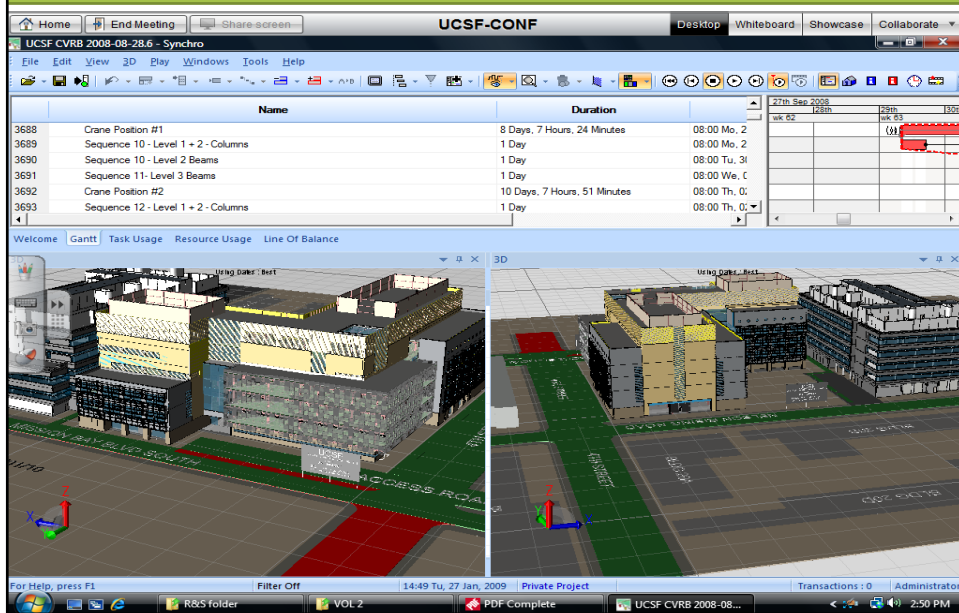 Home End Meeting Share screen UCSF-CONF Desktop Whiteboard Showcase Collaborate
UCSF CVRB 2008-08-28.6 - Synchro
File Edit View 3D Play Windows Tools Help
Name Duration 27th Sep 2008
28th 29th 30t
wk 62 wk 63
3688 Crane Position #1 8 Days, 7 Hours, 24 Minutes 08:00 Mo, 2
3689 Sequence 10 - Level 1 + 2 - Columns 1 Day 08:00 Mo, 2
3690 Sequence 10 - Level 2 Beams 1 Day 08:00 Tu, 3
3691 Sequence 11- Level 3 Beams 1 Day 08:00 We,
3692 Crane Position #2 10 Days, 7 Hours, 51 Minutes 08:00 Th, 0
3693 Sequence 12 - Level 1 + 2 - Columns 1 Day 08:00 Th, 0
Welcome Gantt Task Usage Resource Usage Line Of Balance
3D
Using Dates : Best Using Dates : Best
MISSION BAY BLVD SOUTH
UCSF
ACCESS ROA
4TH STREET
X Z Y
Z Y X
For Help, press F1 Filter Off 14:49 Tu, 27 Jan, 2009 Private Project Transactions : 0 Administrator
R&S folder VOL 2 PDF Complete UCSF CVRB 2008-08... 2:50 PM